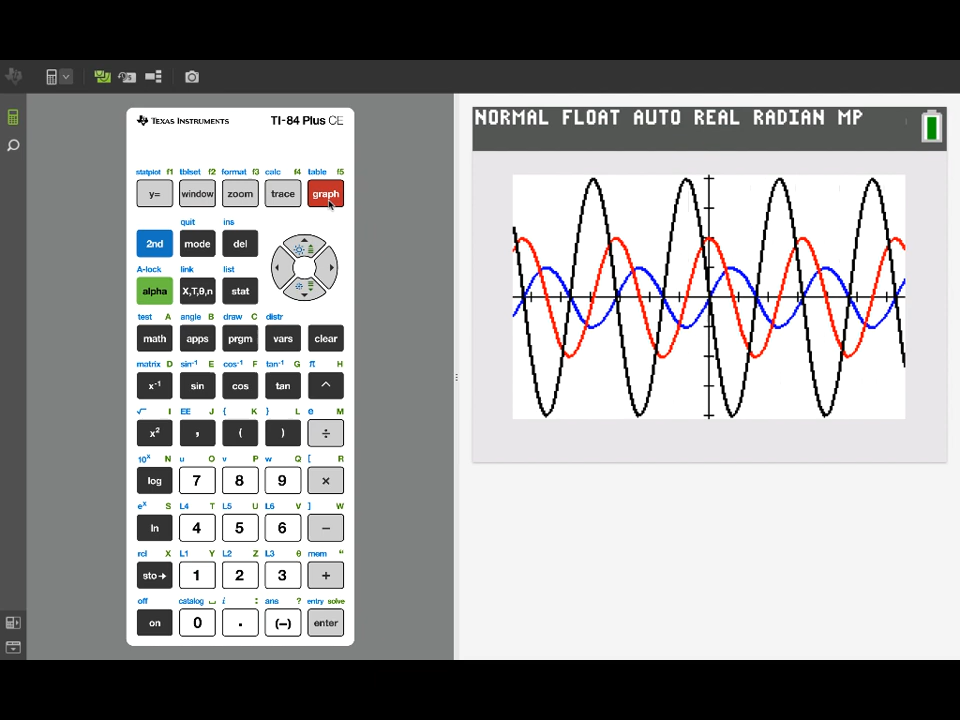 TEXAS INSTRUMENTS TI-84 Plus CE
NORMAL FLOAT AUTO REAL RADIAN MP
statplot f1 tblset f2 format f3 calc f4 table f5
y= window zoom trace graph
quit ins
2nd mode del
A-lock link list
alpha X,T,θ,n stat
test A angle B draw C distr
math apps prgm vars clear
matrix D sin⁻¹ E cos⁻¹ F tan⁻¹ G π H
x⁻¹ sin cos tan ^
√ I EE J { K } L e M
x² , ( ) ÷
10ˣ N u O v P w Q [ R
log 7 8 9 ×
eˣ S L4 T L5 U L6 V ] W
ln 4 5 6 −
rcl X L1 Y L2 Z L3 θ mem “
sto→ 1 2 3 +
off catalog ⎵ i : ans ? entry solve
on 0 . (−) enter